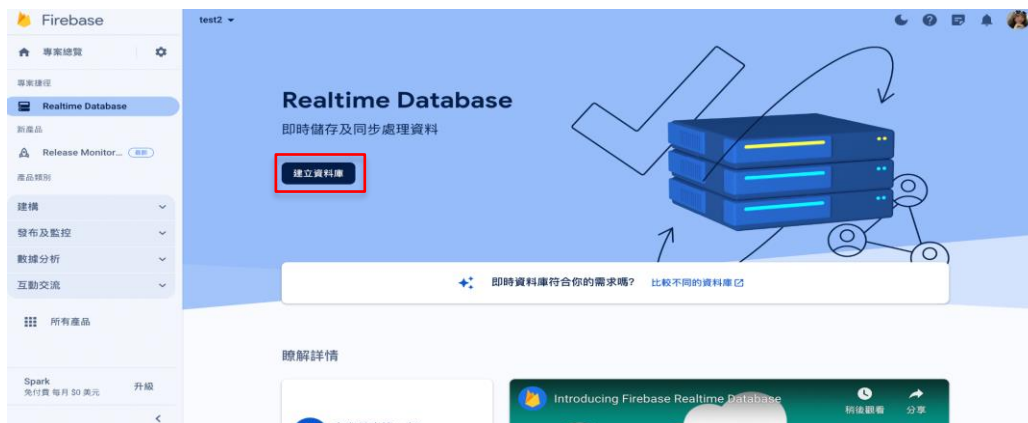 Firebase
專案總覽
專案捷徑
Realtime Database
新產品
Release Monitor... 最新
產品類別
建構
發布及監控
數據分析
互動交流
所有產品
Spark
免付費 每月 $0 美元
升級
test2
Realtime Database
即時儲存及同步處理資料
建立資料庫
即時資料庫符合你的需求嗎? 比較不同的資料庫
瞭解詳情
Introducing Firebase Realtime Database
稍後觀看 分享